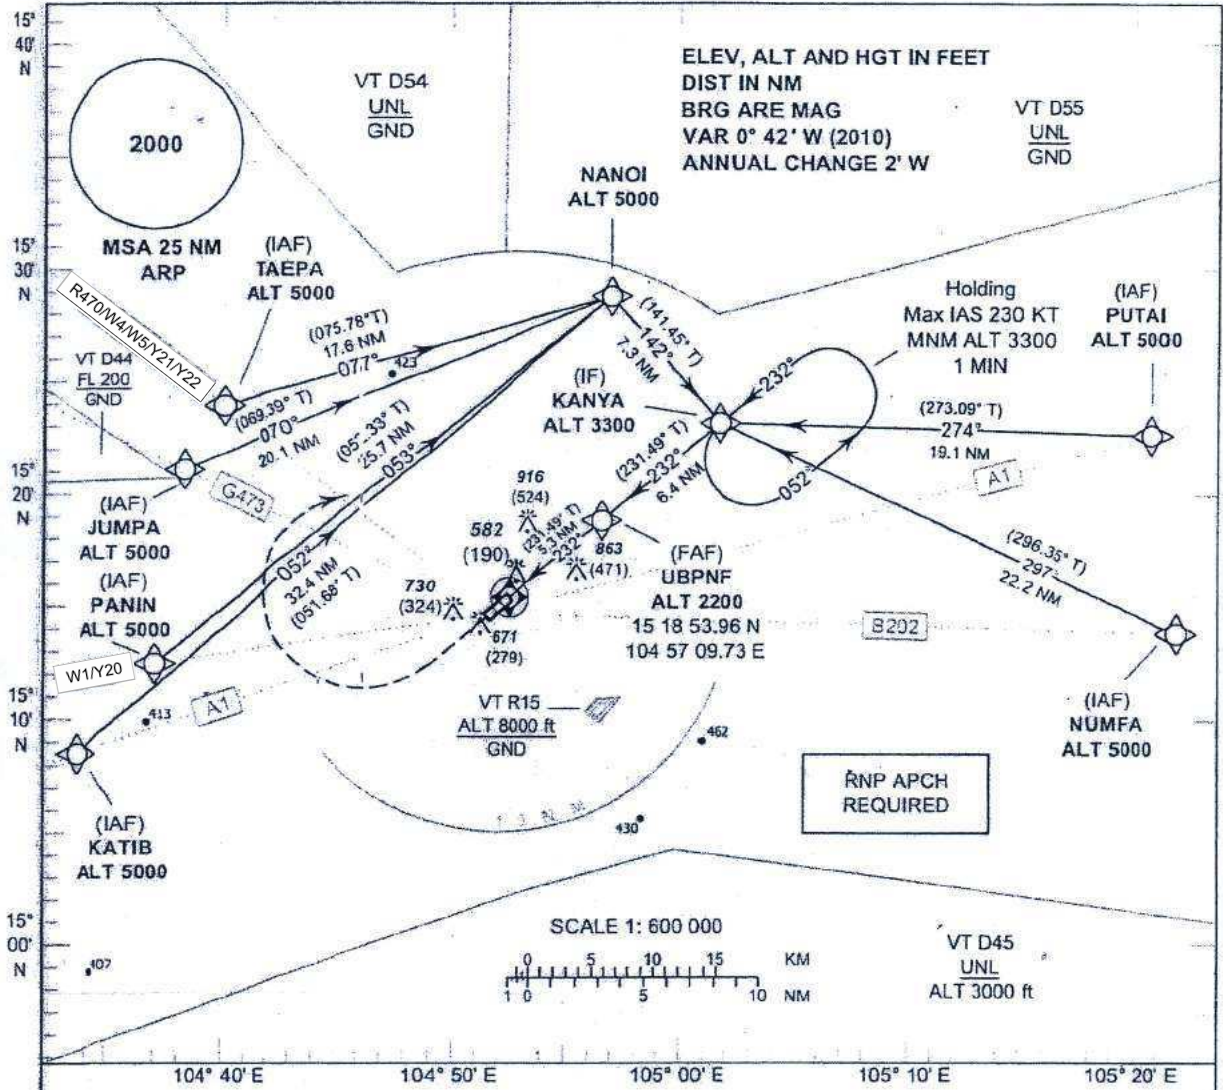 15°
40'
N
ELEV, ALT AND HGT IN FEET
DIST IN NM
BRG ARE MAG
VAR 0° 42' W (2010)
ANNUAL CHANGE 2' W
VT D54
UNL
GND
VT D55
UNL
GND
2000
MSA 25 NM
ARP
NANOI
ALT 5000
15°
30'
N
(IAF)
TAEPA
ALT 5000
R470/W4/W5/Y21/Y22
(075.78° T)
17.6 NM
077°
423
(141.45° T)
142°
7.3 NM
Holding
Max IAS 230 KT
MNM ALT 3300
1 MIN
(IAF)
PUTAI
ALT 5000
VT D44
FL 200
GND
(069.39° T)
070°
20.1 NM
25.7 NM
053°
(IF)
KANYA
ALT 3300
232°
052°
(273.09° T)
274°
19.1 NM
(231.49° T)
232°
6.4 NM
15°
20'
N
(IAF)
JUMPA
ALT 5000
G473
A1
916
(524)
582
(190)
(231.49° T)
5.3 NM
232°
863
(471)
(FAF)
UBPNF
ALT 2200
15 18 53.96 N
104 57 09.73 E
(296.35° T)
297°
22.2 NM
(IAF)
PANIN
ALT 5000
052°
32.4 NM
(051.68° T)
730
(324)
671
(279)
B202
W1/Y20
A1
15°
10'
N
413
VT R15
ALT 8000 ft
GND
462
(IAF)
NUMFA
ALT 5000
RNP APCH
REQUIRED
430
(IAF)
KATIB
ALT 5000
15°
00'
N
407
SCALE 1: 600 000
0 5 10 15 KM
1 0 5 10 NM
VT D45
UNL
ALT 3000 ft
104° 40' E
104° 50' E
105° 00' E
105° 10' E
105° 20' E